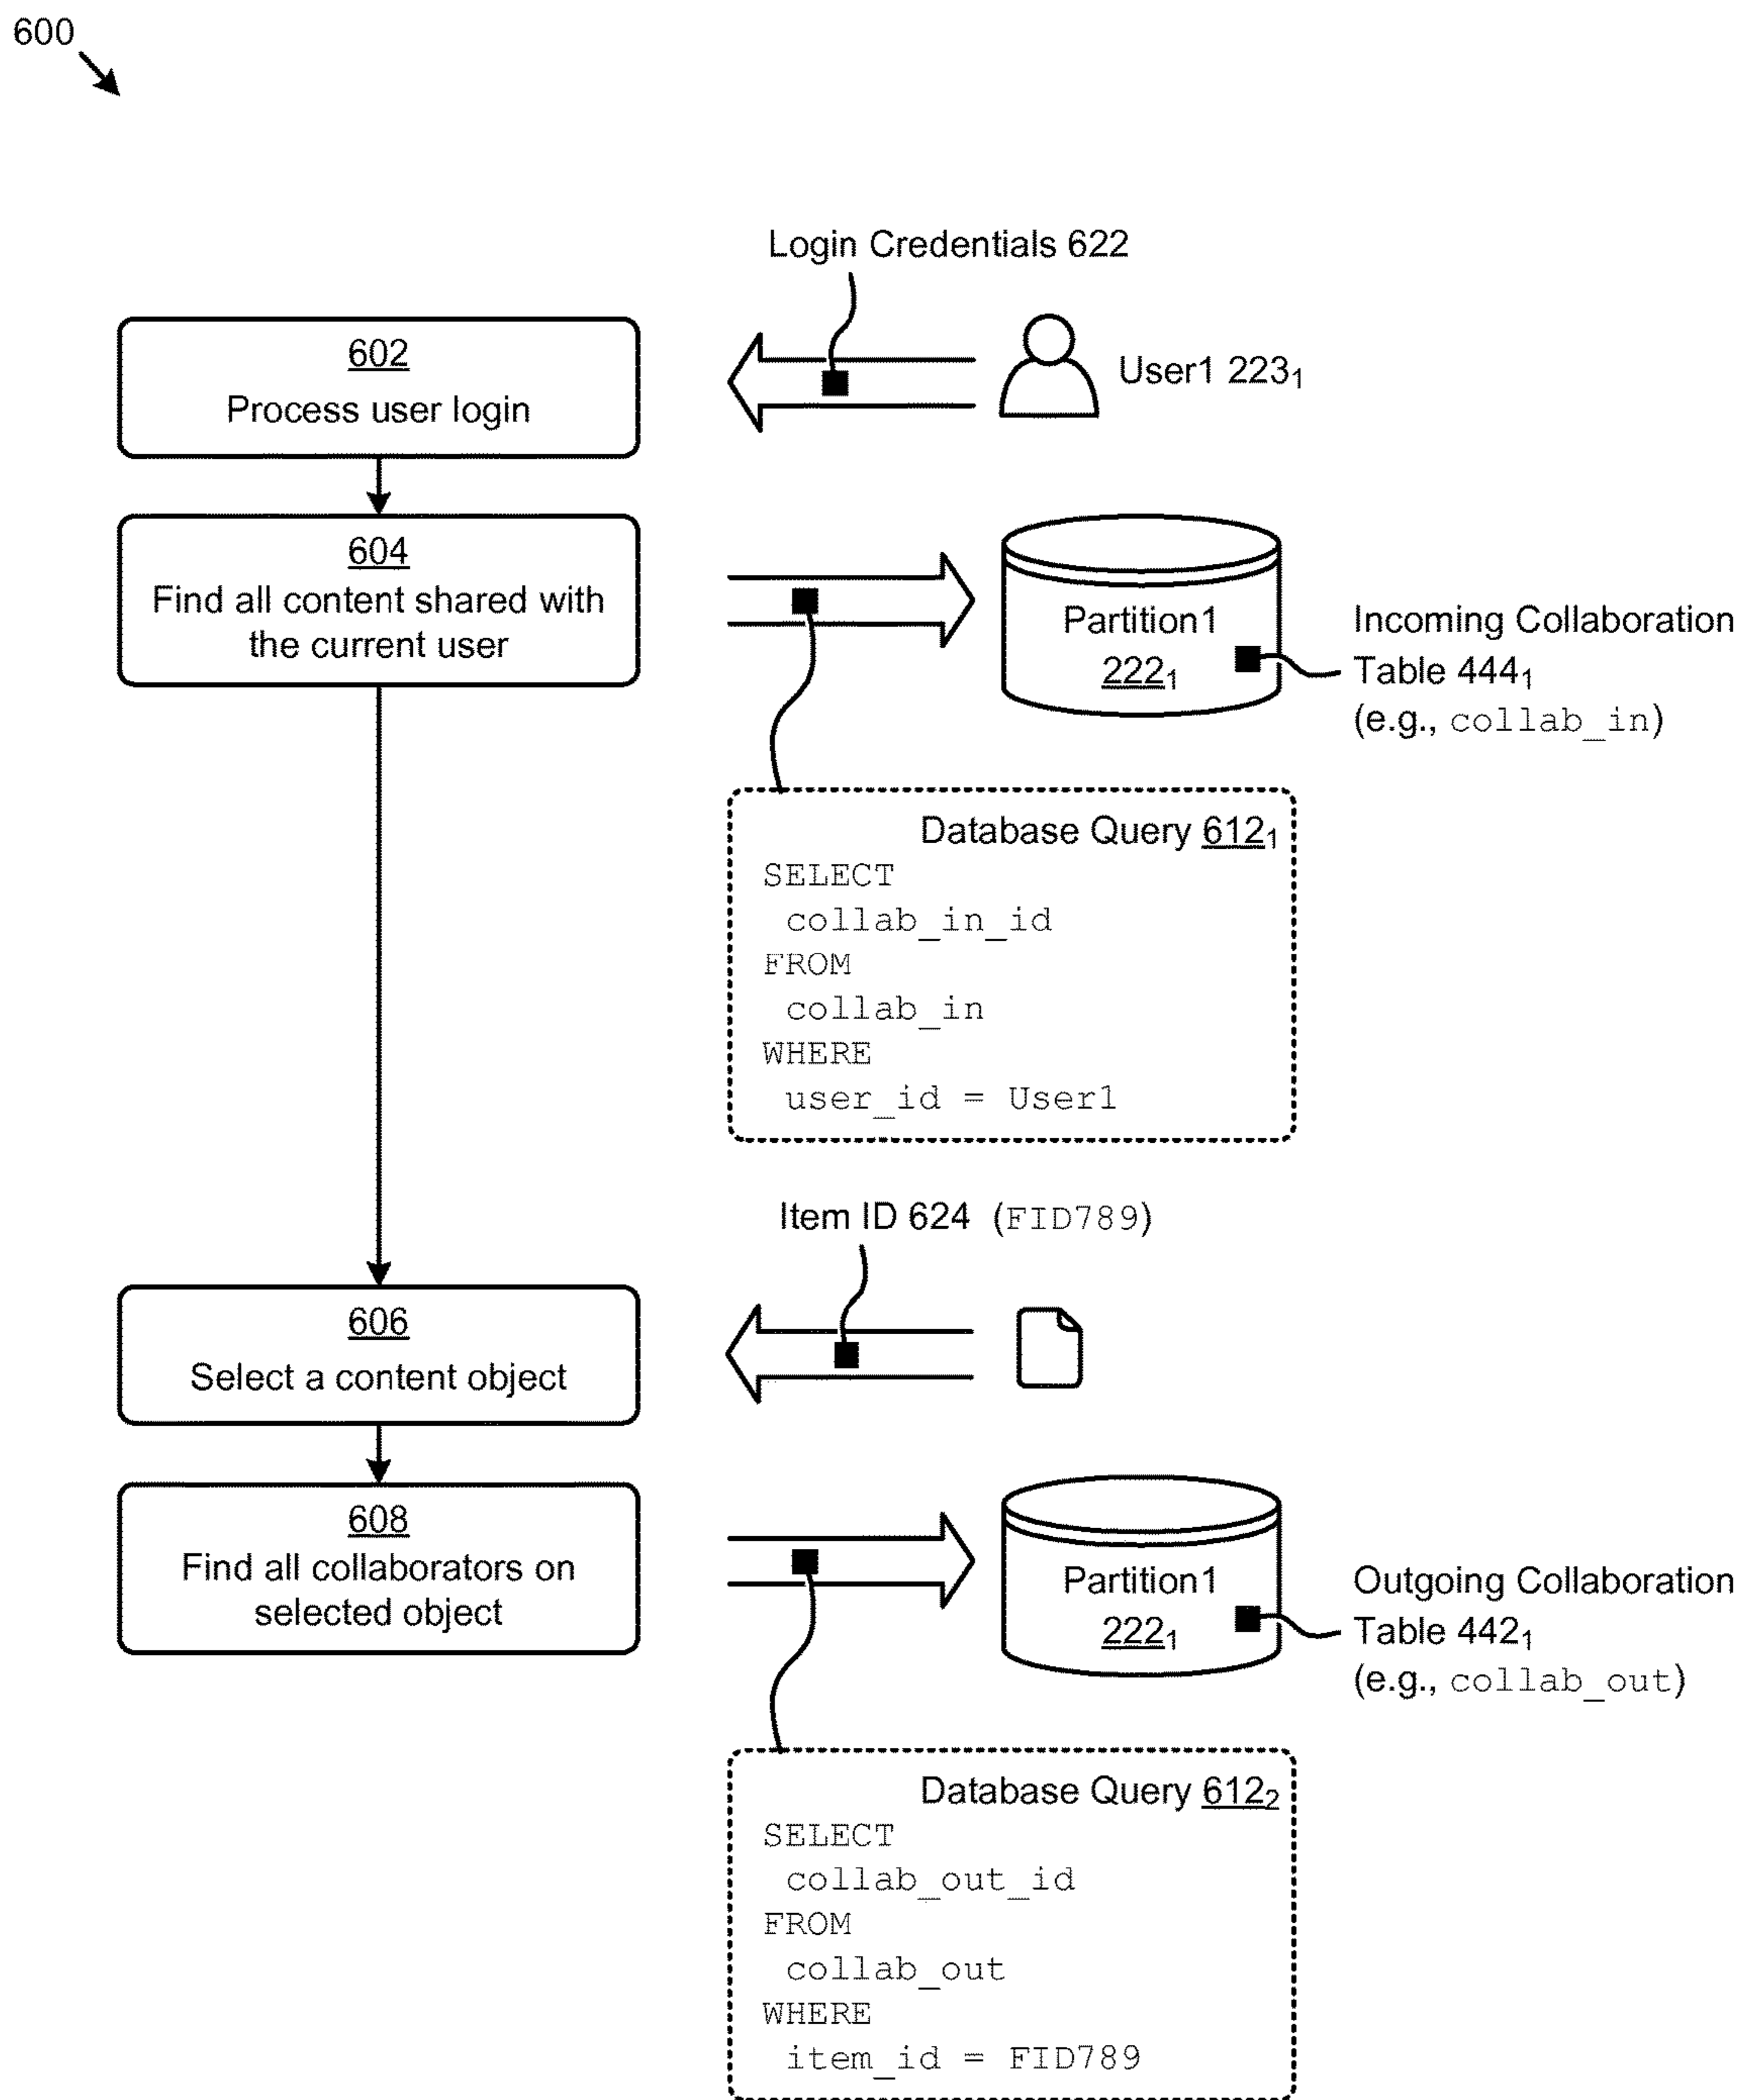 600
Login Credentials 622
602
Process user login
User1 223₁
604
Find all content shared with
the current user
Partition1
222₁
Incoming Collaboration
Table 444₁
(e.g., collab_in)
Database Query 612₁
SELECT
collab_in_id
FROM
collab_in
WHERE
user_id = User1
Item ID 624 (FID789)
606
Select a content object
608
Find all collaborators on
selected object
Partition1
222₁
Outgoing Collaboration
Table 442₁
(e.g., collab_out)
Database Query 612₂
SELECT
collab_out_id
FROM
collab_out
WHERE
item_id = FID789